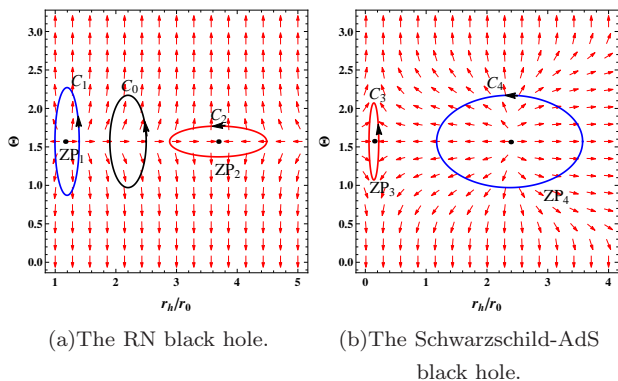 3.0
2.5
2.0
1.5
1.0
0.5
0.0
Θ
C1
C0
C2
ZP1
ZP2
1 2 3 4 5
rh/r0
(a)The RN black hole.
3.0
2.5
2.0
1.5
1.0
0.5
0.0
Θ
C3
C4
ZP3
ZP4
0 1 2 3 4
rh/r0
(b)The Schwarzschild-AdS
black hole.